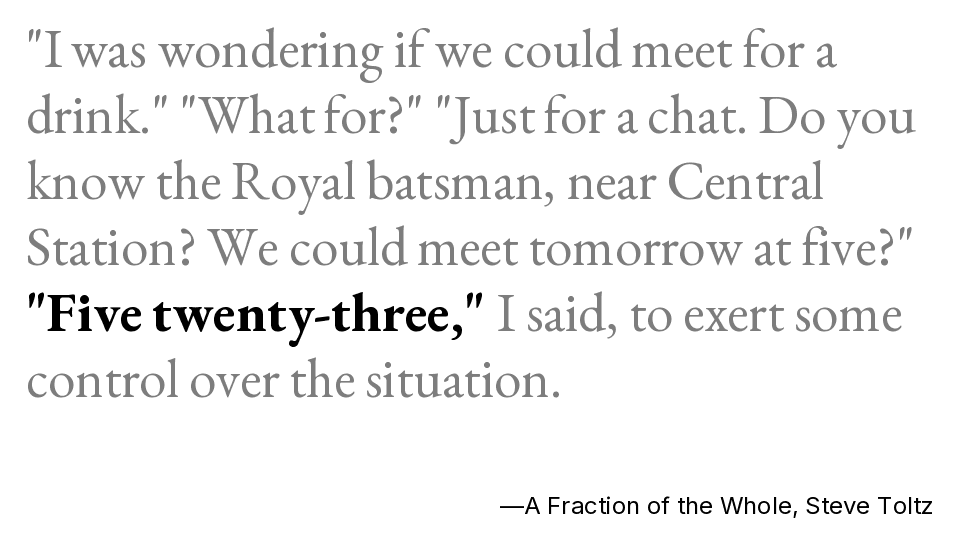 "I was wondering if we could meet for a
drink." "What for?" "Just for a chat. Do you
know the Royal batsman, near Central
Station? We could meet tomorrow at five?"
"Five twenty-three," I said, to exert some
control over the situation.
—A Fraction of the Whole, Steve Toltz